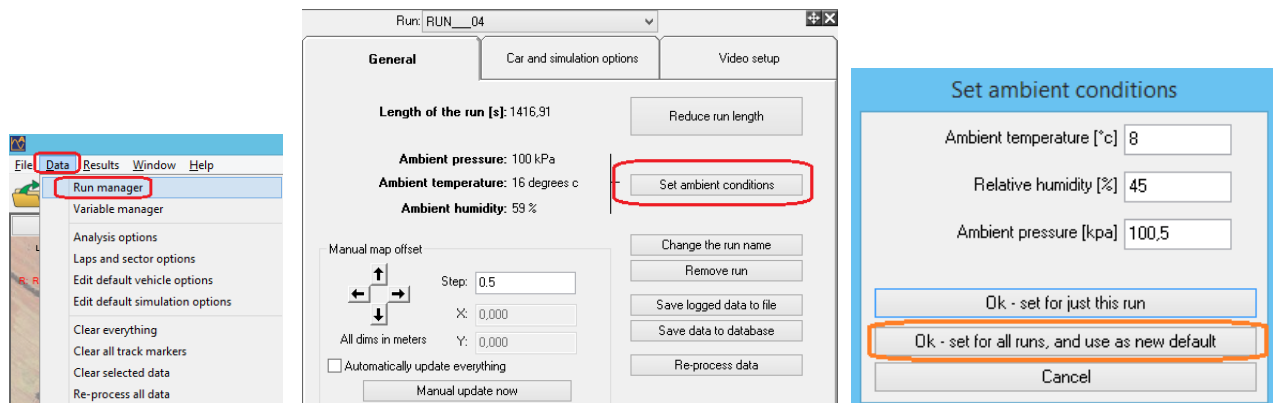 File Data Results Window Help
Run manager
Variable manager
Analysis options
Laps and sector options
Edit default vehicle options
Edit default simulation options
Clear everything
Clear all track markers
Clear selected data
Re-process all data
Run: RUN___04
General
Car and simulation options
Video setup
Length of the run [s]: 1416,91
Reduce run length
Ambient pressure: 100 kPa
Ambient temperature: 16 degrees c
Set ambient conditions
Ambient humidity: 59 %
Manual map offset
Change the run name
Step: 0.5
Remove run
X: 0,000
Save logged data to file
All dims in meters
Y: 0,000
Save data to database
Automatically update everything
Re-process data
Manual update now
Set ambient conditions
Ambient temperature [°c] 8
Relative humidity [%] 45
Ambient pressure [kpa] 100,5
Ok - set for just this run
Ok - set for all runs, and use as new default
Cancel